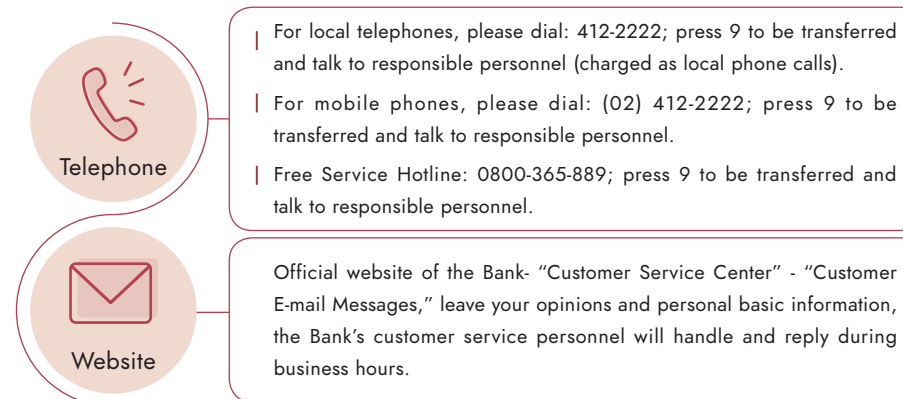 Telephone
For local telephones, please dial: 412-2222; press 9 to be transferred
and talk to responsible personnel (charged as local phone calls).
For mobile phones, please dial: (02) 412-2222; press 9 to be
transferred and talk to responsible personnel.
Free Service Hotline: 0800-365-889; press 9 to be transferred and
talk to responsible personnel.
Website
Official website of the Bank- “Customer Service Center” - “Customer
E-mail Messages,” leave your opinions and personal basic information,
the Bank’s customer service personnel will handle and reply during
business hours.